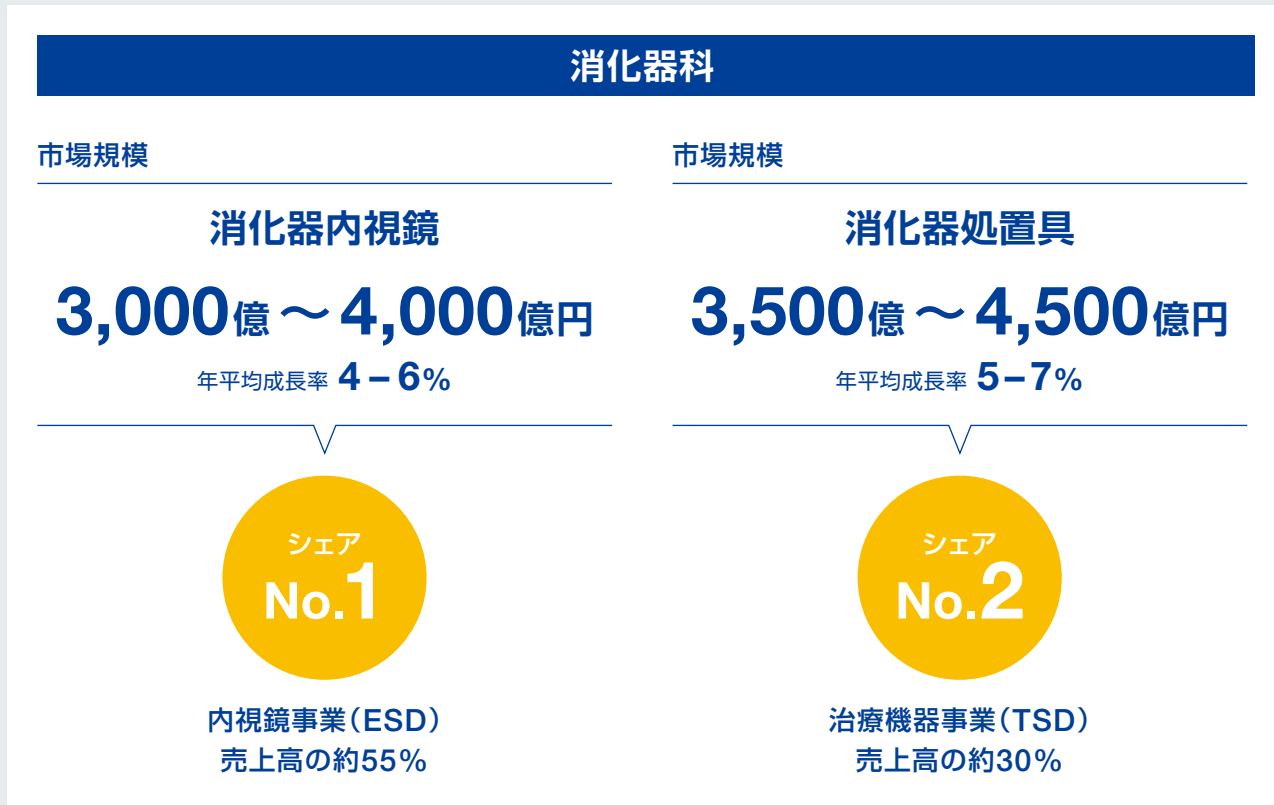 消化器科
市場規模
消化器内視鏡
3,000億～4,000億円
年平均成長率 4－6%
シェア
No.1
内視鏡事業（ESD）
売上高の約55%
市場規模
消化器処置具
3,500億～4,500億円
年平均成長率 5－7%
シェア
No.2
治療機器事業（TSD）
売上高の約30%